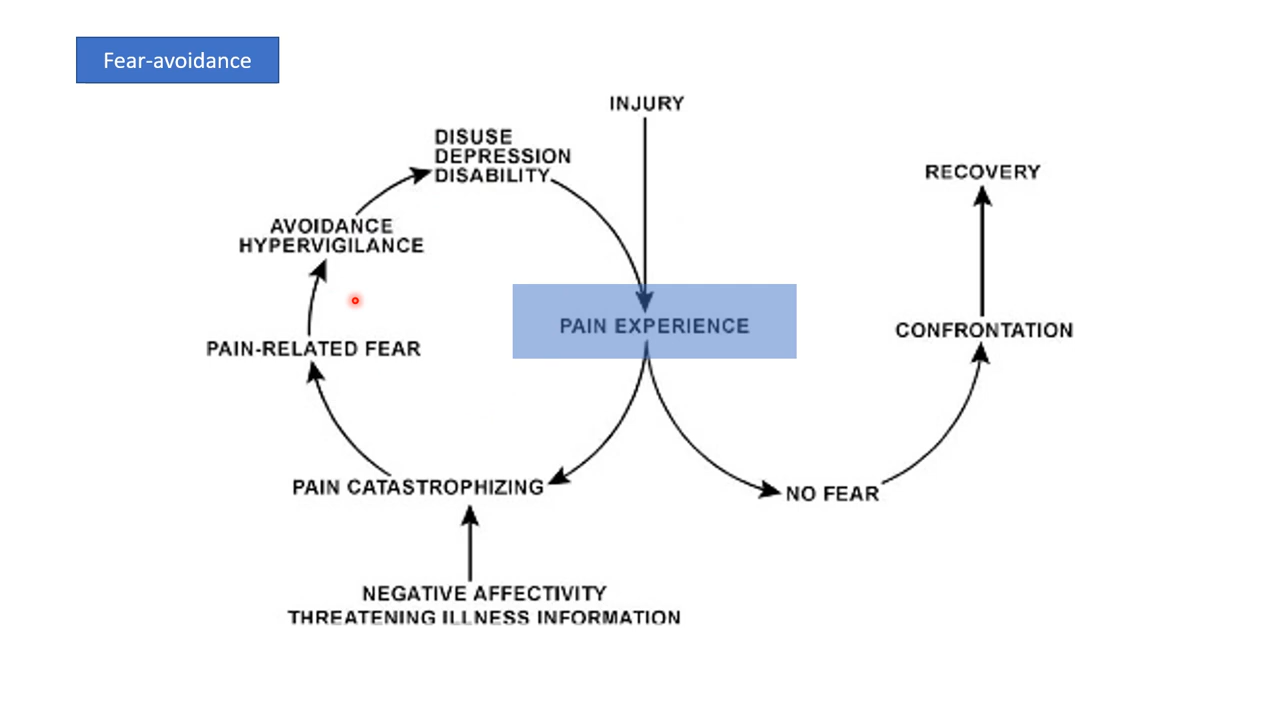 Fear-avoidance
INJURY
DISUSE
DEPRESSION
DISABILITY
RECOVERY
AVOIDANCE
HYPERVIGILANCE
PAIN EXPERIENCE
CONFRONTATION
PAIN-RELATED FEAR
PAIN CATASTROPHIZING
NO FEAR
NEGATIVE AFFECTIVITY
THREATENING ILLNESS INFORMATION